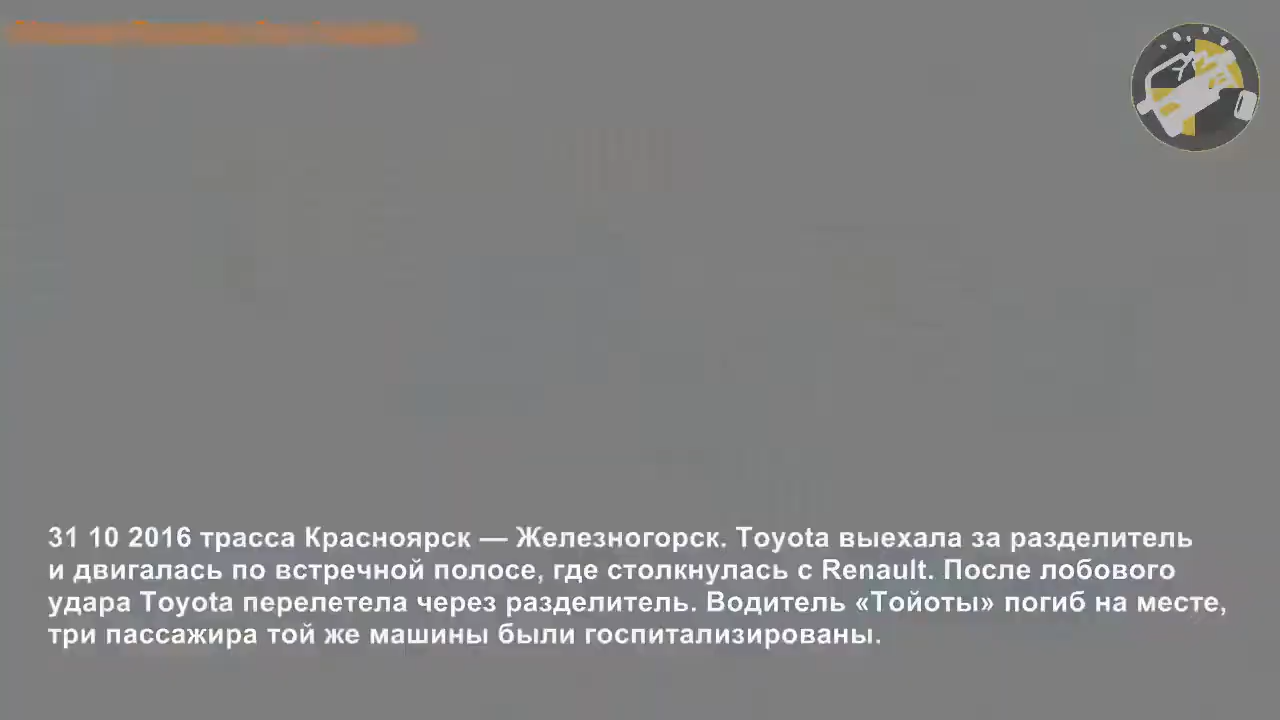 31 10 2016 трасса Красноярск — Железногорск. Toyota выехала за разделитель
и двигалась по встречной полосе, где столкнулась с Renault. После лобового
удара Toyota перелетела через разделитель. Водитель «Тойоты» погиб на месте,
три пассажира той же машины были госпитализированы.